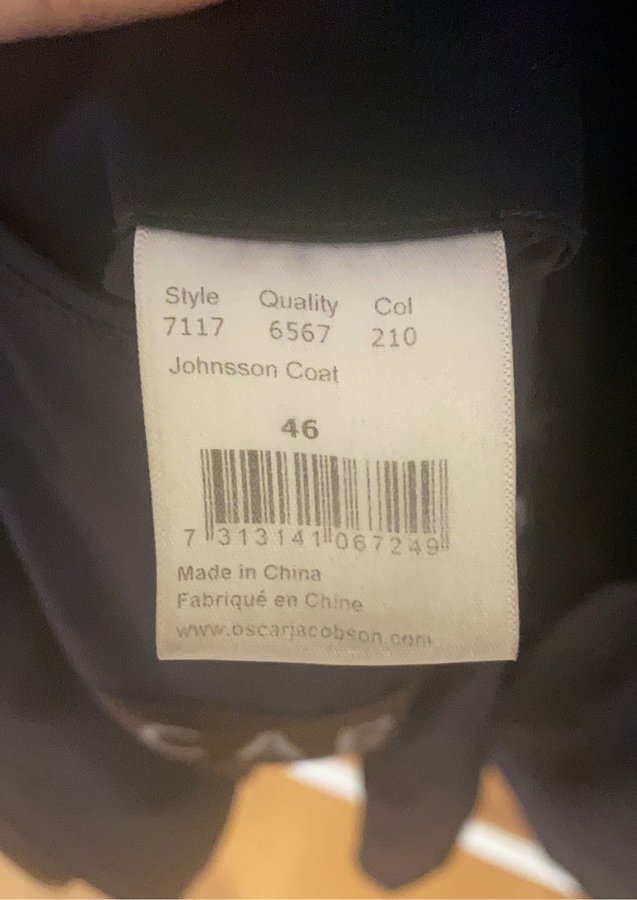 Style Quality Col
7117 6567 210
Johnsson Coat
46
7 313141 067249
Made in China
Fabriqué en Chine
www.oscarjacobson.com
CAR